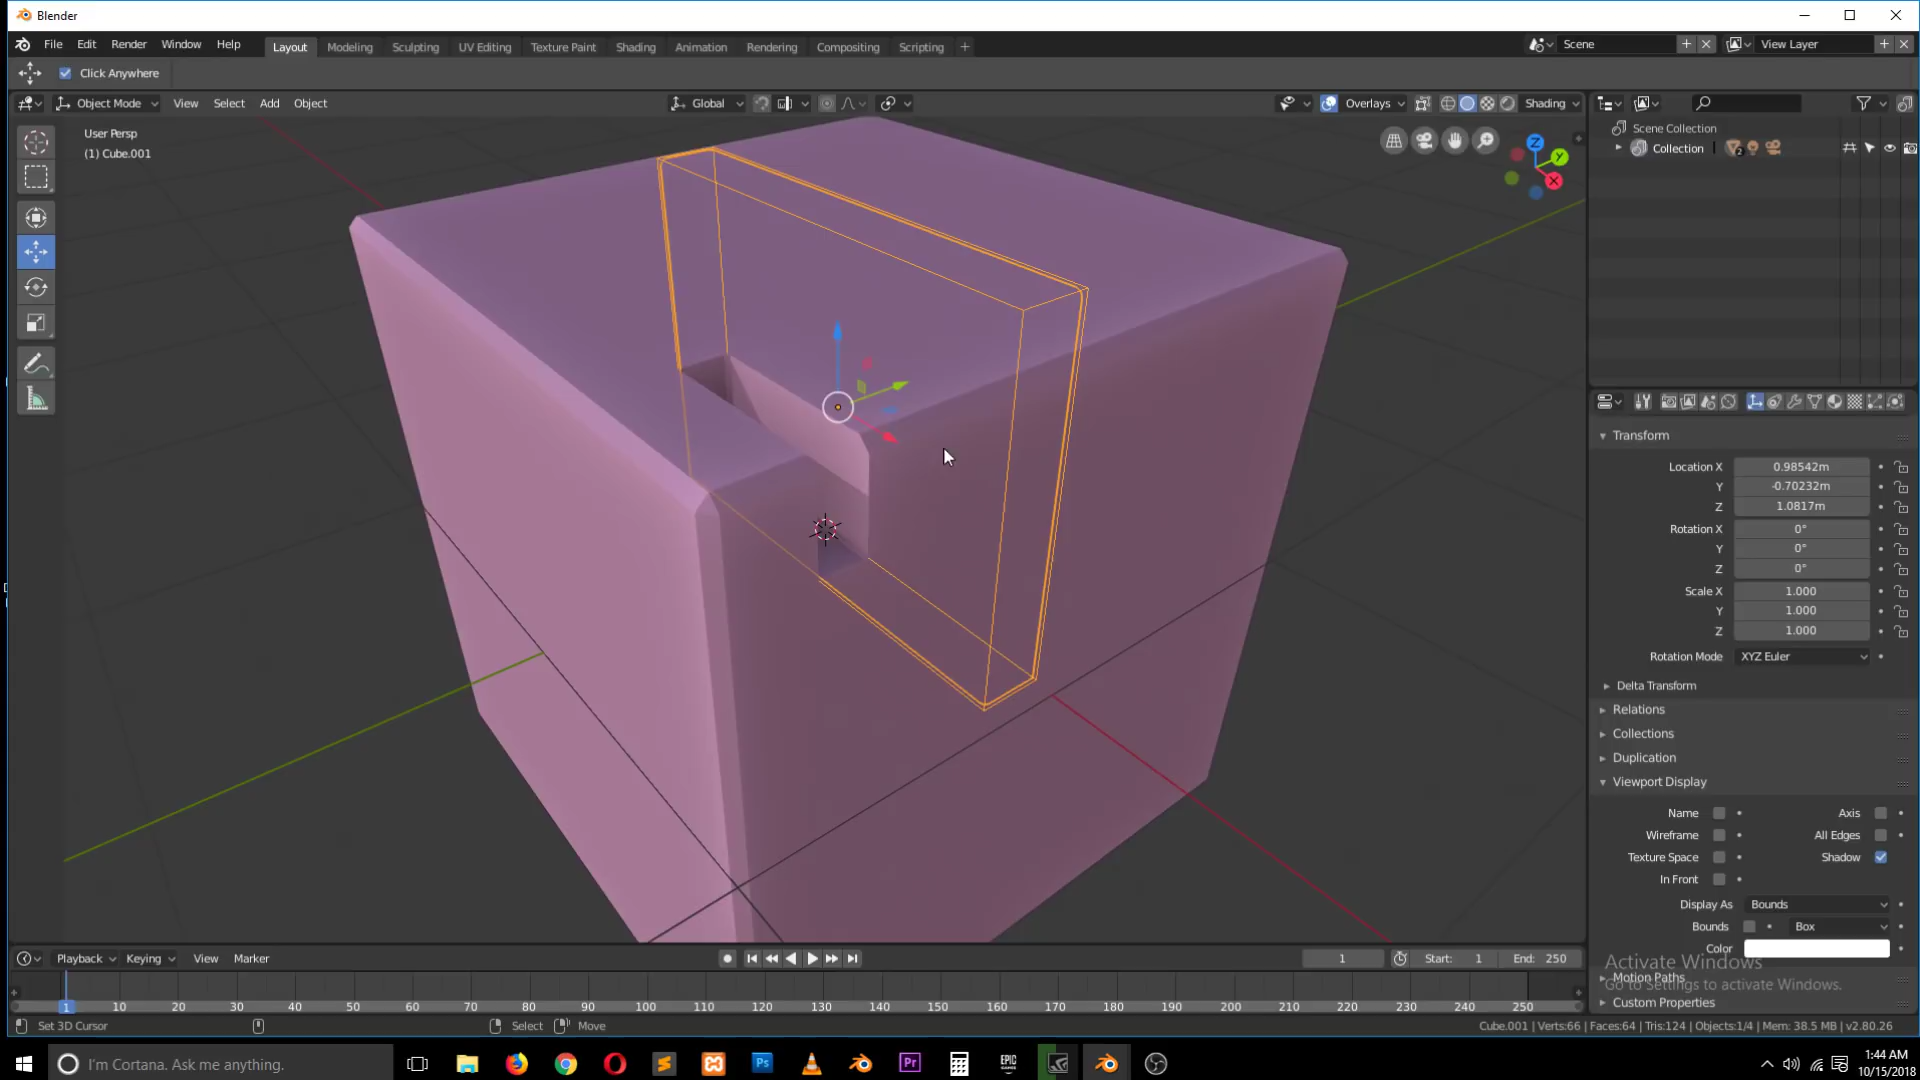 Blender
File Edit Render Window Help Layout Modeling Sculpting UV Editing Texture Paint Shading Animation Rendering Compositing Scripting + Scene View Layer
Click Anywhere
Object Mode View Select Add Object Global Overlays Shading
User Persp
(1) Cube.001
Z
Y
X
Scene Collection
Collection
2
Transform
Location X 0.98542m
Y -0.70232m
Z 1.0817m
Rotation X 0°
Y 0°
Z 0°
Scale X 1.000
Y 1.000
Z 1.000
Rotation Mode XYZ Euler
Delta Transform
Relations
Collections
Duplication
Viewport Display
Name Axis
Wireframe All Edges
Texture Space Shadow
In Front
Display As Bounds
Bounds Box
Color
Activate Windows
Motion Paths
Go to Settings to activate Windows.
Custom Properties
Playback Keying View Marker 1 Start: 1 End: 250
1 10 20 30 40 50 60 70 80 90 100 110 120 130 140 150 160 170 180 190 200 210 220 230 240 250
Set 3D Cursor Select Move Cube.001 | Verts:66 | Faces:64 | Tris:124 | Objects:1/4 | Mem: 38.5 MB | v2.80.26
I'm Cortana. Ask me anything. Ps Pr EPIC GAMES 1:44 AM
10/15/2018